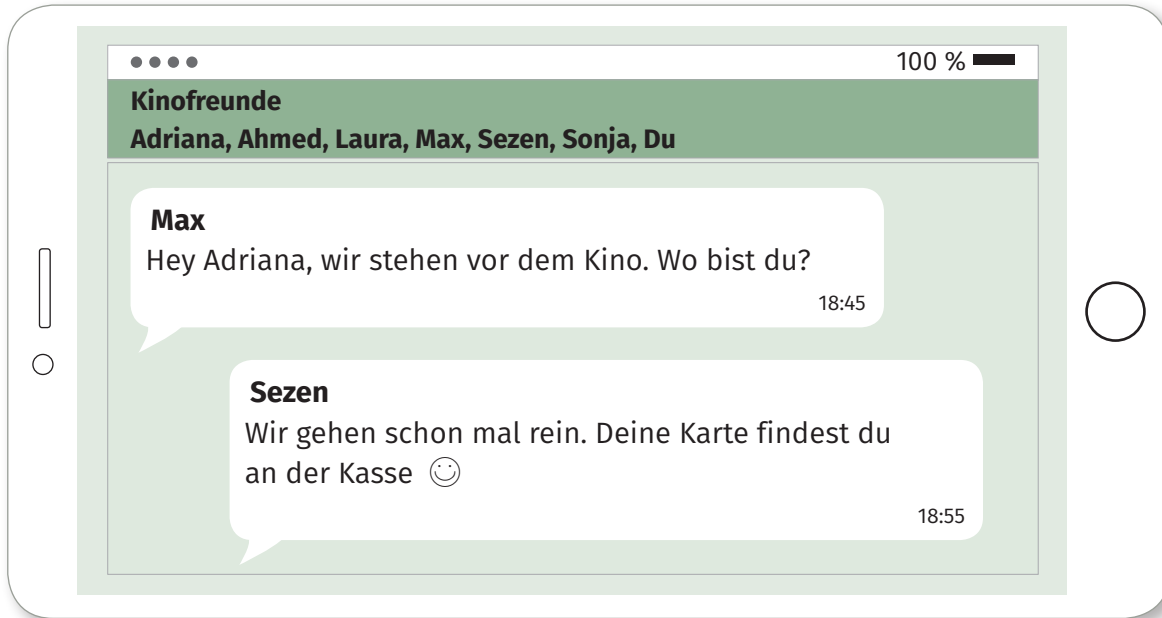 100 %
Kinofreunde
Adriana, Ahmed, Laura, Max, Sezen, Sonja, Du
Max
Hey Adriana, wir stehen vor dem Kino. Wo bist du?
18:45
Sezen
Wir gehen schon mal rein. Deine Karte findest du
an der Kasse ☺
18:55